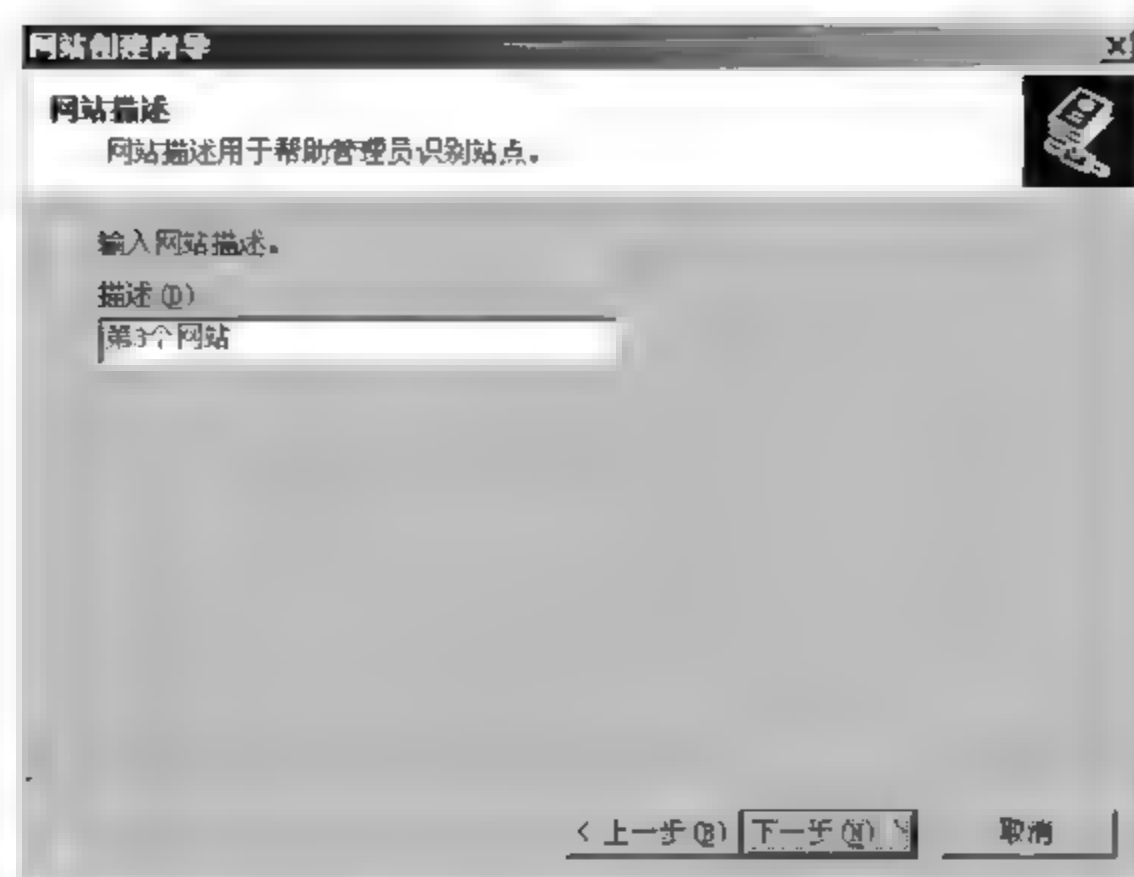 网站创建向导
网站描述
网站描述用于帮助管理员识别站点。
输入网站描述。
描述(D)
第3个网站
< 上一步(B) 下一步(N) > 取消